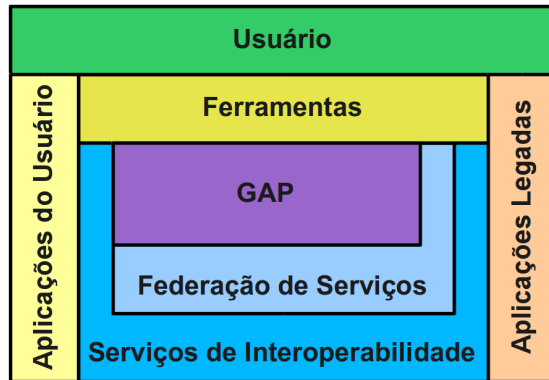 Usuário
Aplicações do Usuário
Ferramentas
GAP
Federação de Serviços
Serviços de Interoperabilidade
Aplicações Legadas